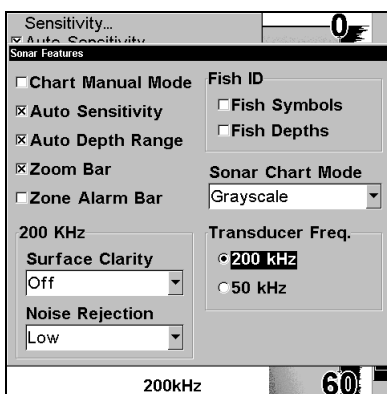 Sensitivity...
Auto Sensitivity
0
Sonar Features
Chart Manual Mode
Auto Sensitivity
Auto Depth Range
Zoom Bar
Zone Alarm Bar
Fish ID
Fish Symbols
Fish Depths
Sonar Chart Mode
Grayscale
200 KHz
Surface Clarity
Off
Noise Rejection
Low
Transducer Freq.
200 kHz
50 kHz
200kHz
60